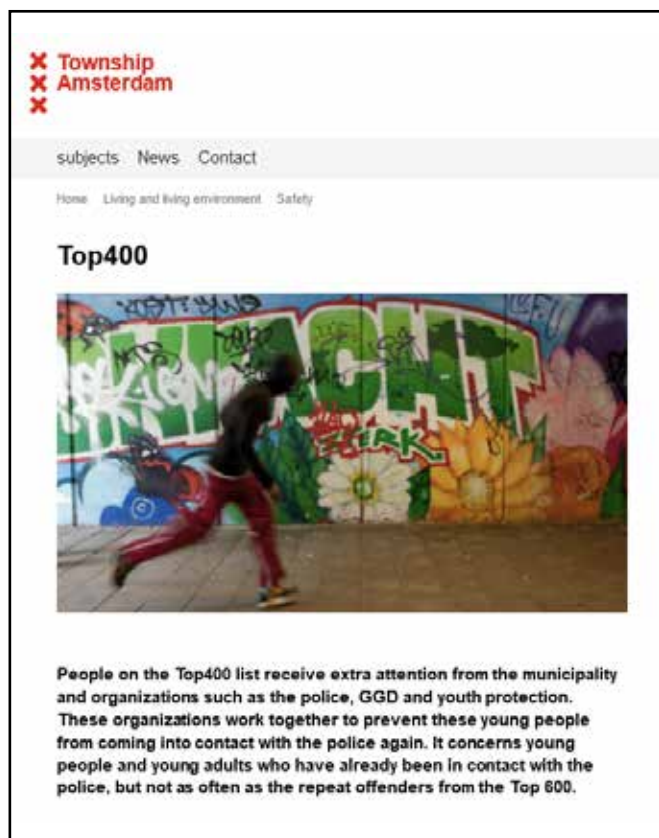 Township
Amsterdam
subjects News Contact
Home Living and living environment Safety
Top400
People on the Top400 list receive extra attention from the municipality
and organizations such as the police, GGD and youth protection.
These organizations work together to prevent these young people
from coming into contact with the police again. It concerns young
people and young adults who have already been in contact with the
police, but not as often as the repeat offenders from the Top 600.